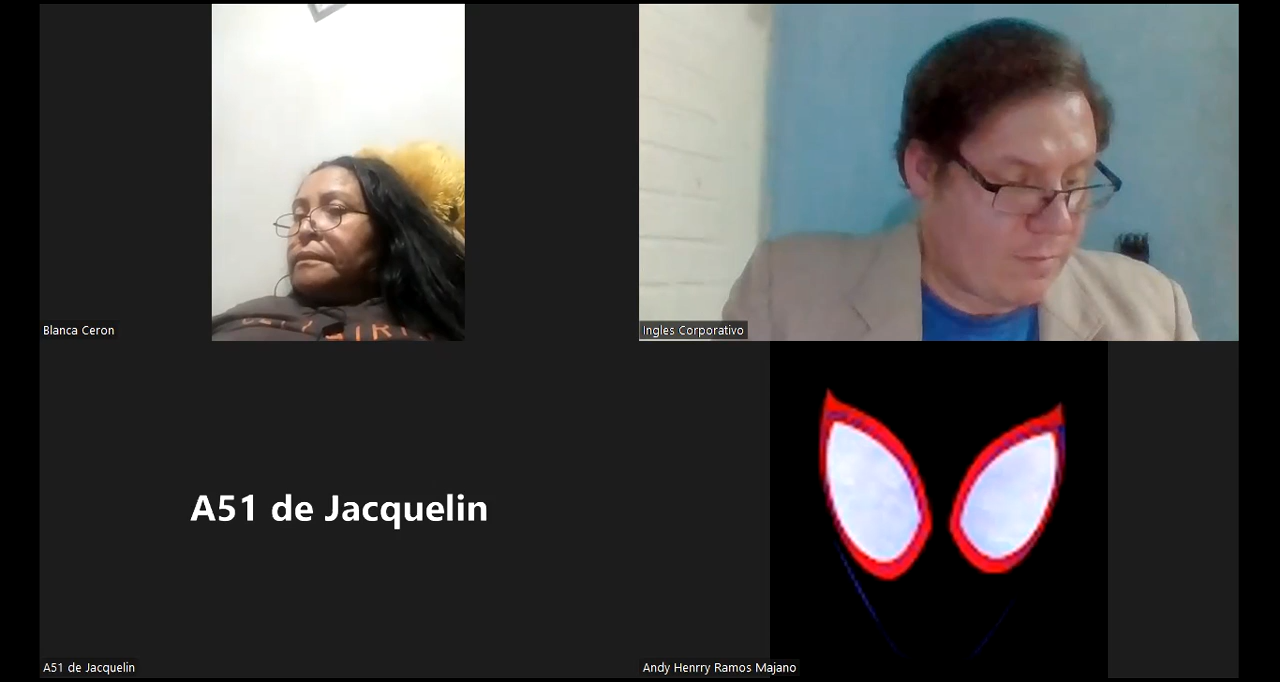 Blanca Ceron
Ingles Corporativo
A51 de Jacquelin
A51 de Jacquelin
Andy Henrry Ramos Majano